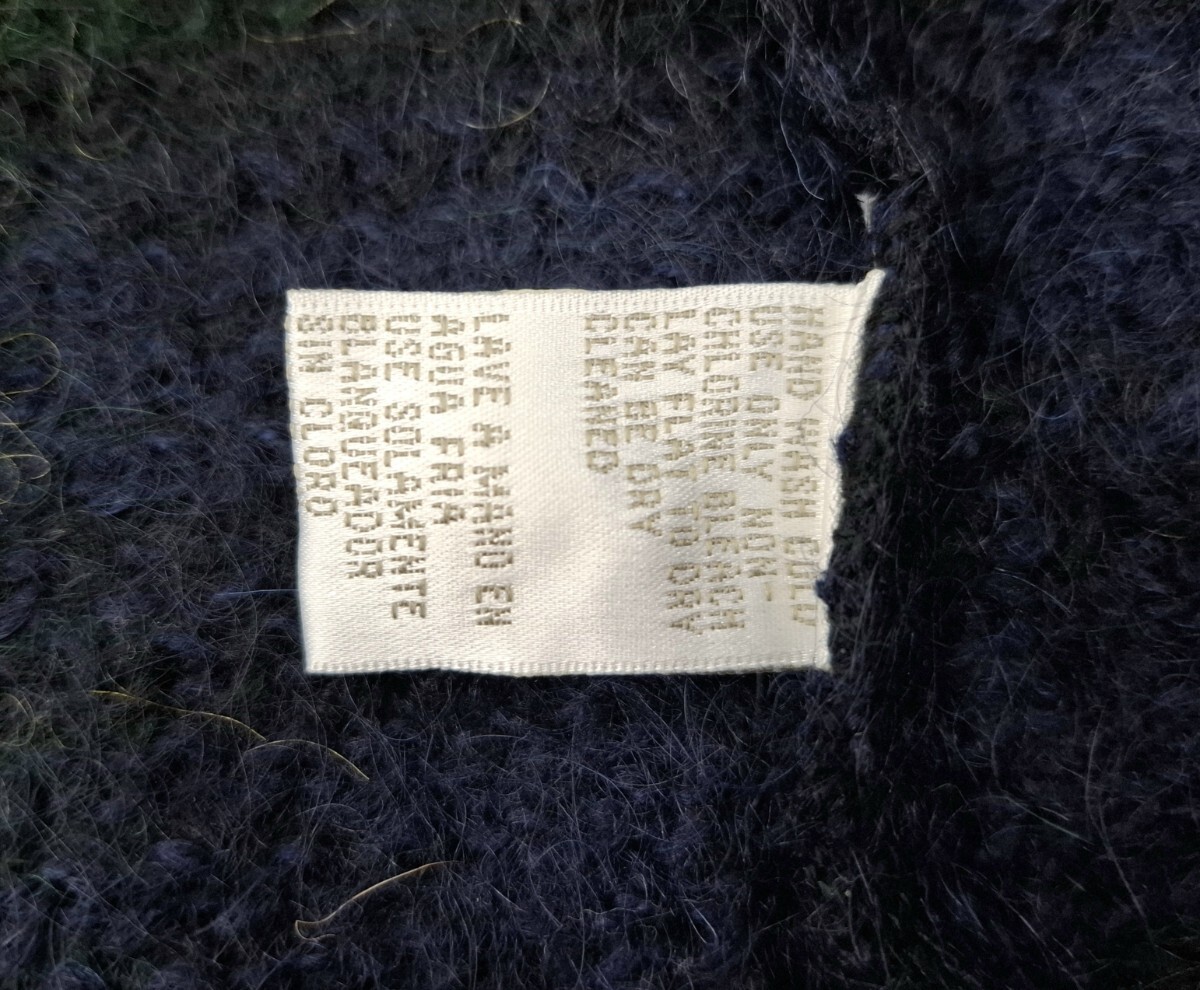 HAND WASH COLD
USE ONLY NON-
CHLORINE BLEACH
LAY FLAT TO DRY
CAN BE DRY
CLEANED
LAVE A MANO EN
AGUA FRIA
USE SOLAMENTE
BLANQUEADOR
SIN CLORO